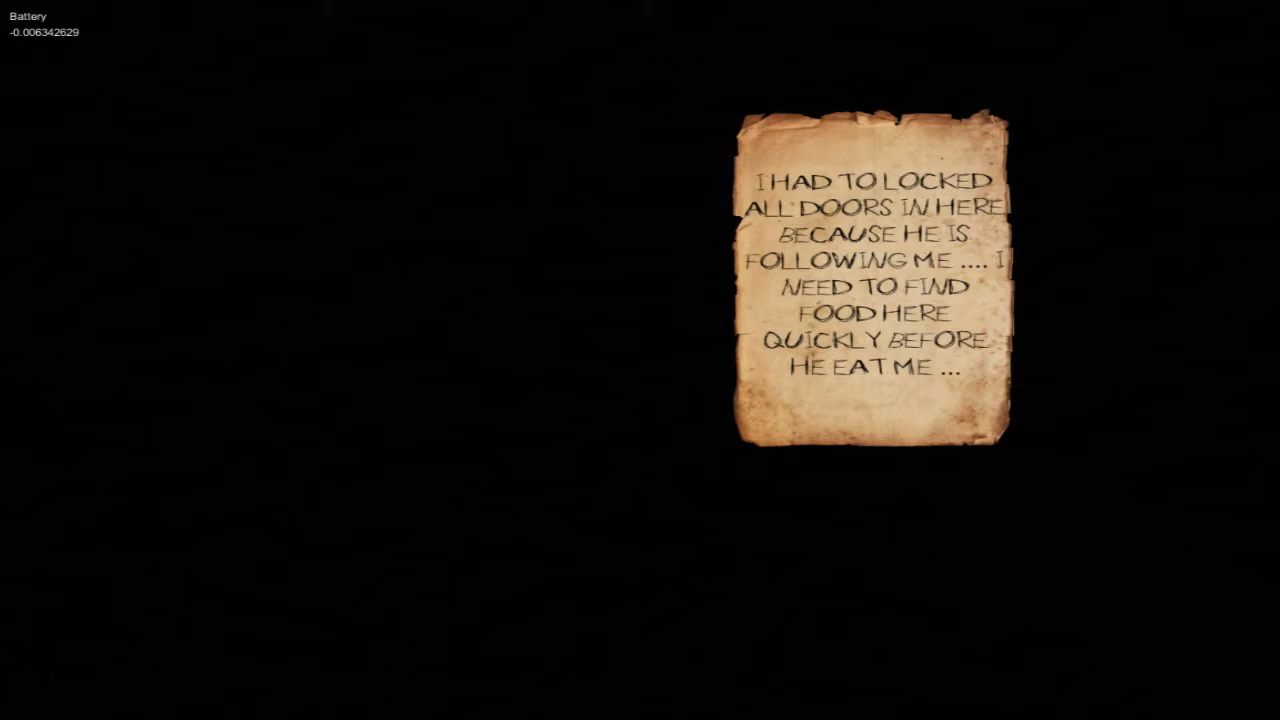 Battery
-0.006342629
I HAD TO LOCKED
ALL DOORS IN HERE
BECAUSE HE IS
FOLLOWING ME .... I
NEED TO FIND
FOOD HERE
QUICKLY BEFORE
HE EAT ME ...